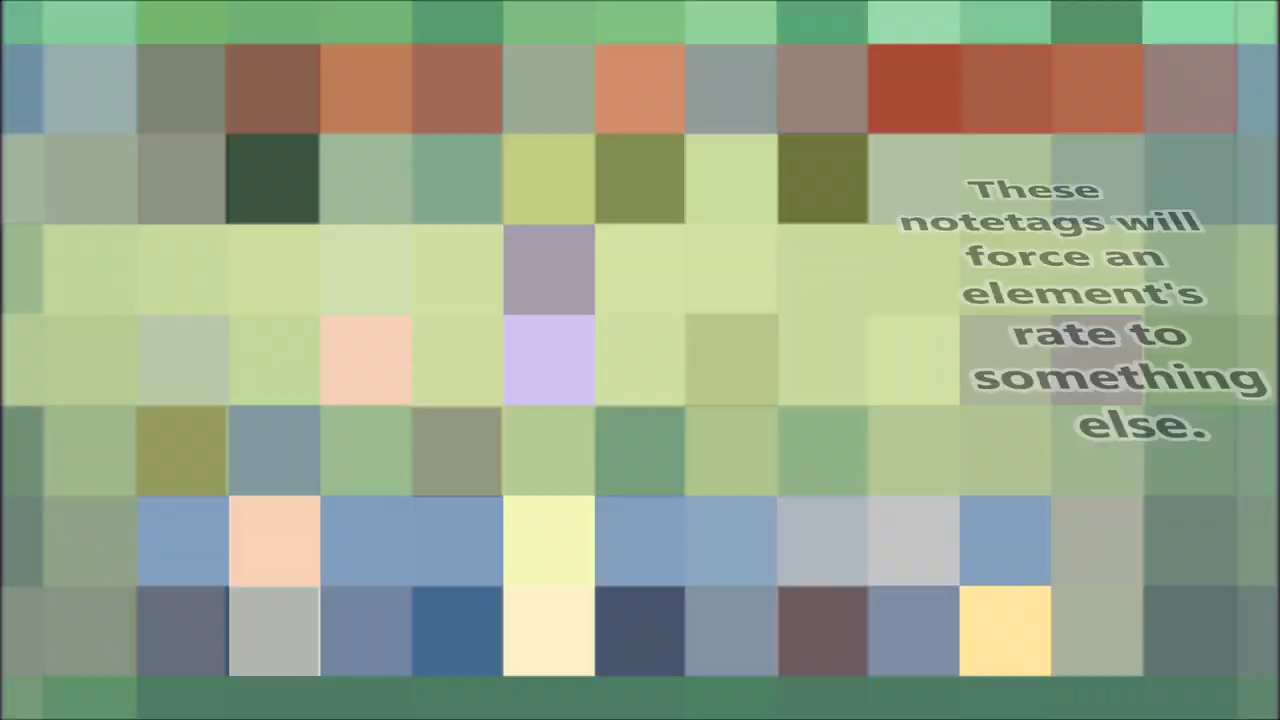 These
notetags will
force an
element's
rate to
something
else.